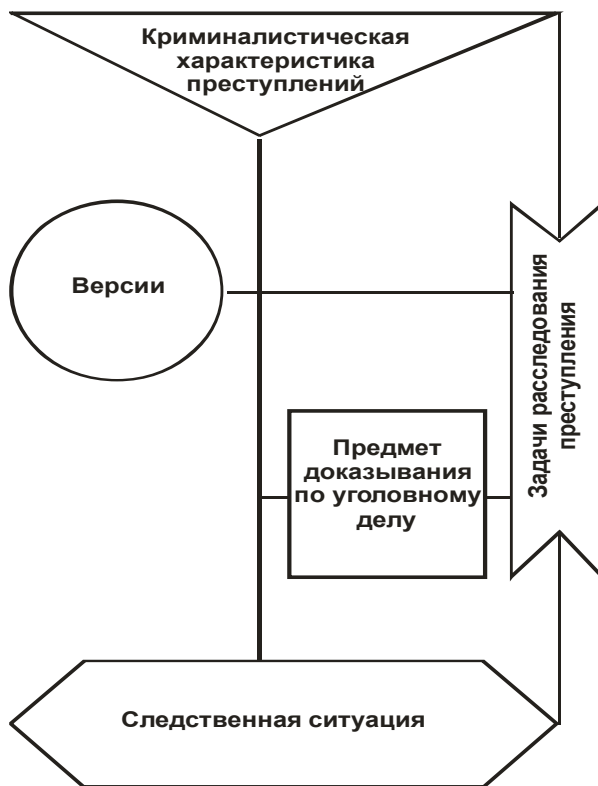 Криминалистическая
характеристика
преступлений
Версии
Задачи расследования
преступления
Предмет
доказывания
по уголовному
делу
Следственная ситуация